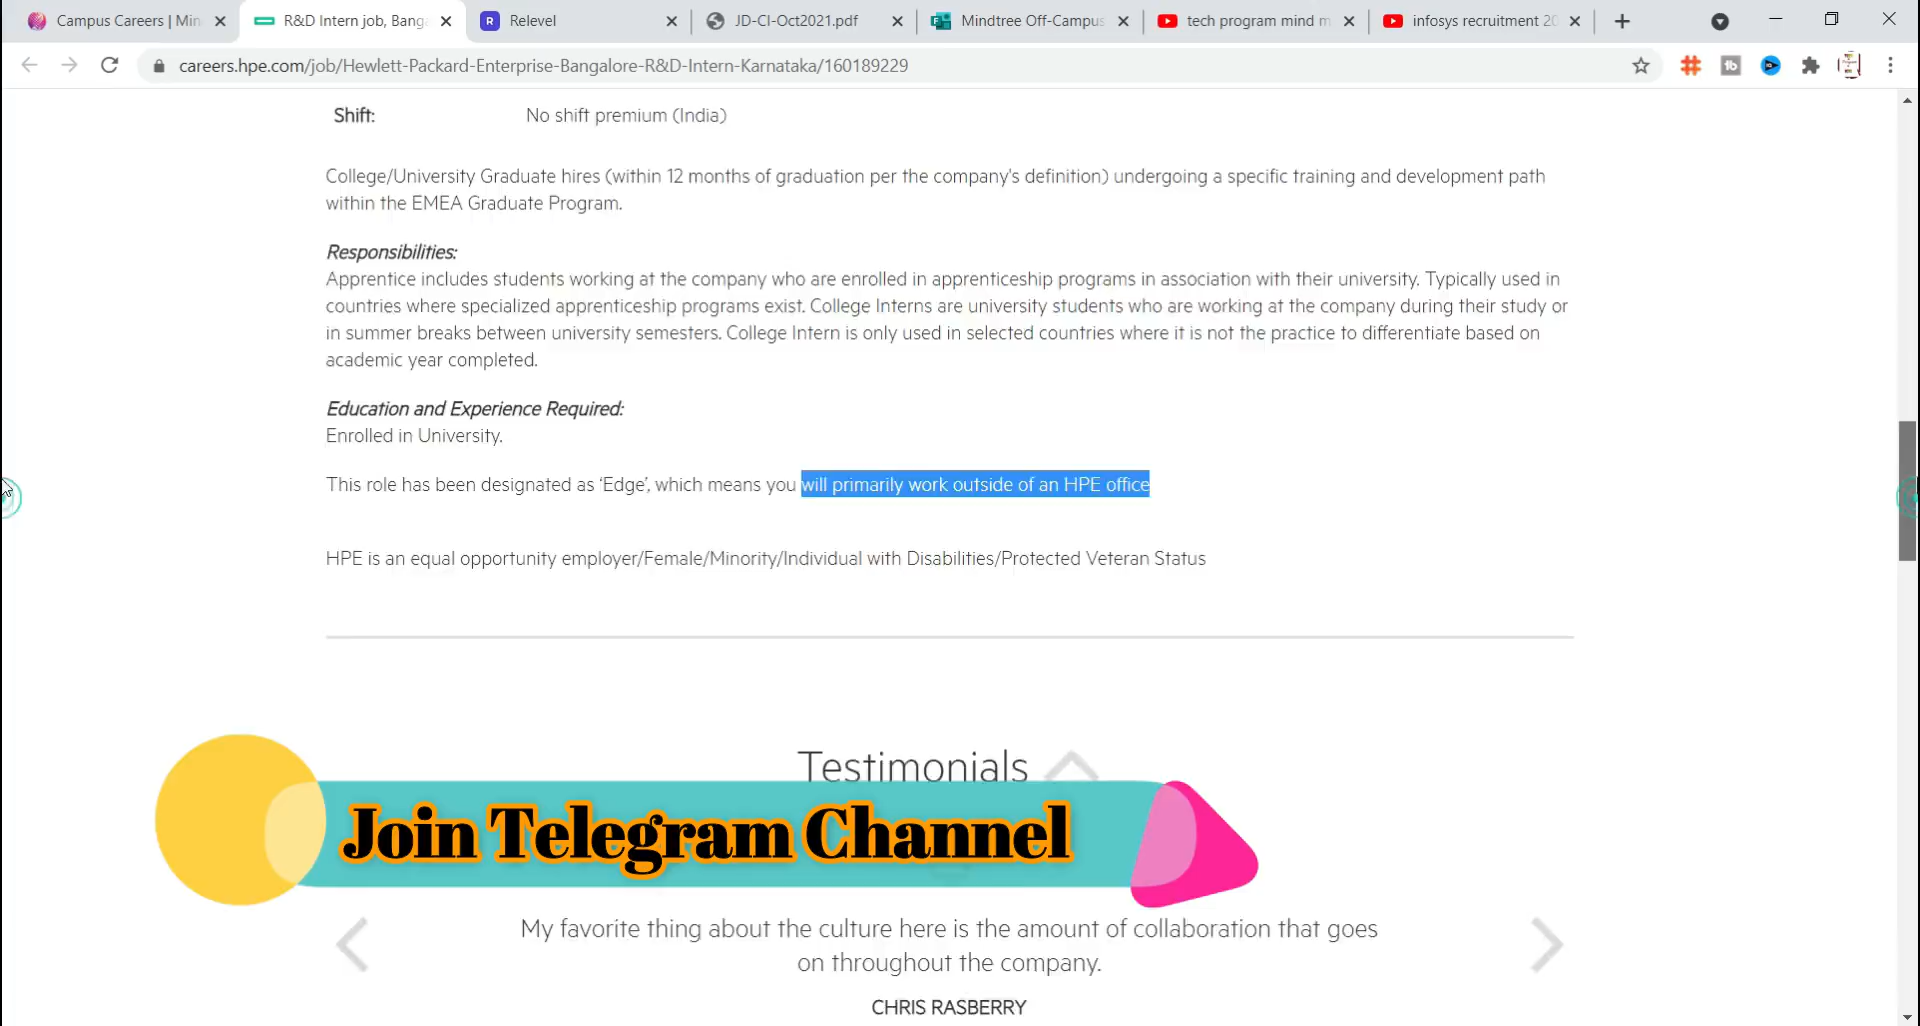 Campus Careers | Min
R&D Intern job, Banga
Relevel
JD-CI-Oct2021.pdf
Mindtree Off-Campus
tech program mind m
infosys recruitment 20
careers.hpe.com/job/Hewlett-Packard-Enterprise-Bangalore-R&D-Intern-Karnataka/160189229
Shift: No shift premium (India)
College/University Graduate hires (within 12 months of graduation per the company's definition) undergoing a specific training and development path
within the EMEA Graduate Program.
Responsibilities:
Apprentice includes students working at the company who are enrolled in apprenticeship programs in association with their university. Typically used in
countries where specialized apprenticeship programs exist. College Interns are university students who are working at the company during their study or
in summer breaks between university semesters. College Intern is only used in selected countries where it is not the practice to differentiate based on
academic year completed.
Education and Experience Required:
Enrolled in University.
This role has been designated as ‘Edge’, which means you will primarily work outside of an HPE office
HPE is an equal opportunity employer/Female/Minority/Individual with Disabilities/Protected Veteran Status
Testimonials
Join Telegram Channel
My favorite thing about the culture here is the amount of collaboration that goes
on throughout the company.
CHRIS RASBERRY